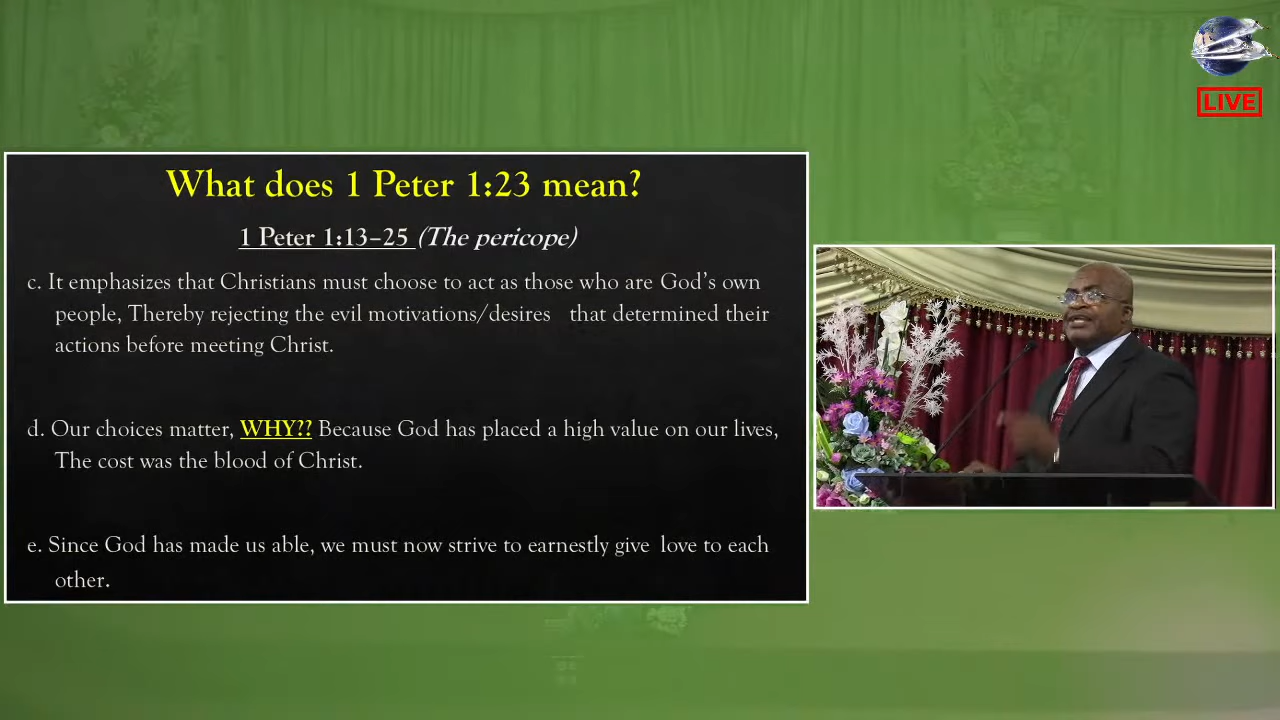 LIVE
What does 1 Peter 1:23 mean?
1 Peter 1:13–25 (The pericope)
c. It emphasizes that Christians must choose to act as those who are God’s own
people, Thereby rejecting the evil motivations/desires that determined their
actions before meeting Christ.
d. Our choices matter, WHY?? Because God has placed a high value on our lives,
The cost was the blood of Christ.
e. Since God has made us able, we must now strive to earnestly give love to each
other.